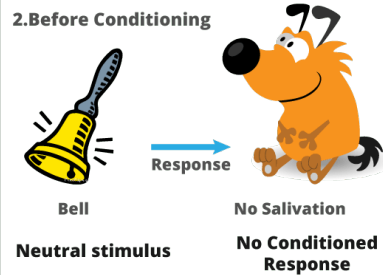 2.Before Conditioning
Response
Bell
No Salivation
Neutral stimulus
No Conditioned
Response